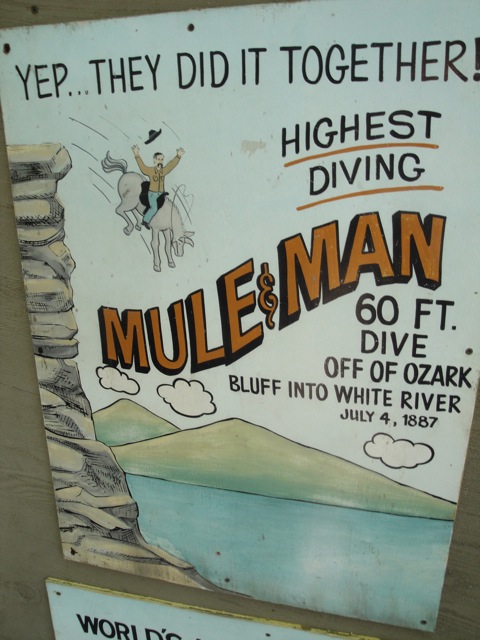 YEP...THEY DID IT TOGETHER!
HIGHEST
DIVING
MULE & MAN
60 FT.
DIVE
OFF OF OZARK
BLUFF INTO WHITE RIVER
JULY 4, 1887
WORLD'S